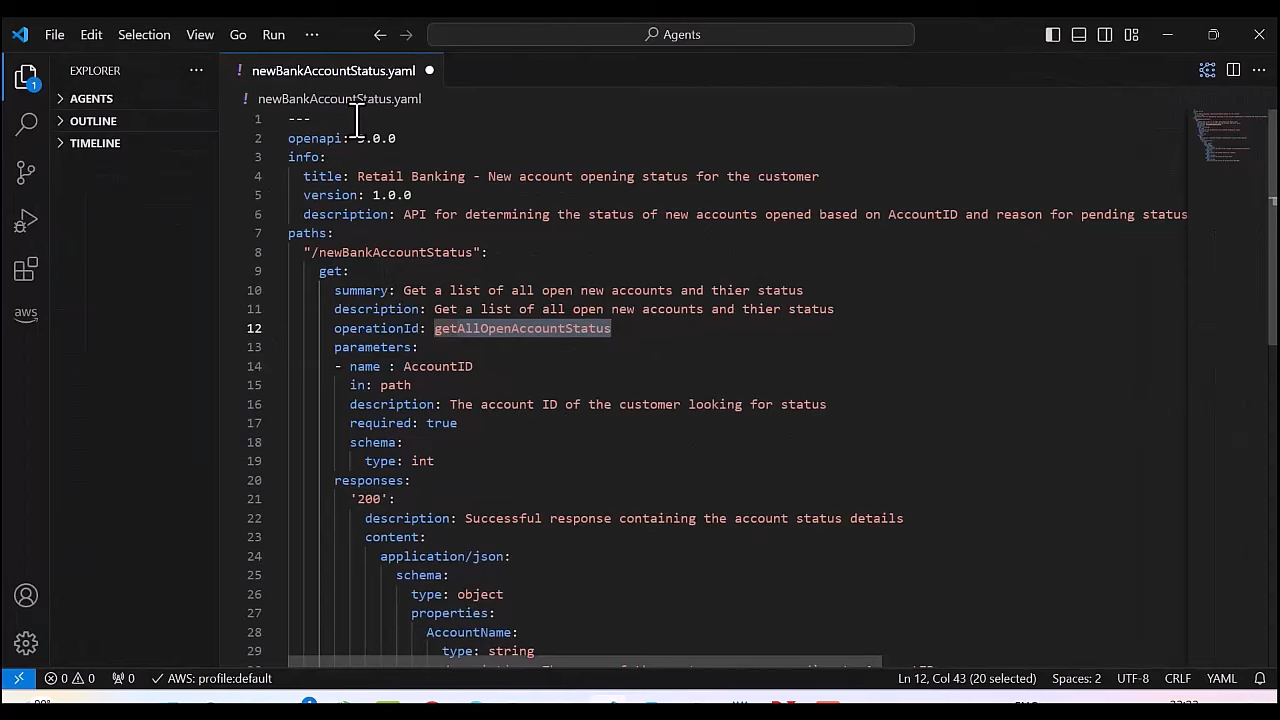 File Edit Selection View Go Run ··· Agents
EXPLORER ···
AGENTS
OUTLINE
TIMELINE
aws
1
! newBankAccountStatus.yaml
! newBankAccountStatus.yaml
1 ---
2 openapi: 3.0.0
3 info:
4 title: Retail Banking - New account opening status for the customer
5 version: 1.0.0
6 description: API for determining the status of new accounts opened based on AccountID and reason for pending status
7 paths:
8 "/newBankAccountStatus":
9 get:
10 summary: Get a list of all open new accounts and thier status
11 description: Get a list of all open new accounts and thier status
12 operationId: getAllOpenAccountStatus
13 parameters:
14 - name : AccountID
15 in: path
16 description: The account ID of the customer looking for status
17 required: true
18 schema:
19 type: int
20 responses:
21 '200':
22 description: Successful response containing the account status details
23 content:
24 application/json:
25 schema:
26 type: object
27 properties:
28 AccountName:
29 type: string
0 0 0 AWS: profile:default Ln 12, Col 43 (20 selected) Spaces: 2 UTF-8 CRLF YAML